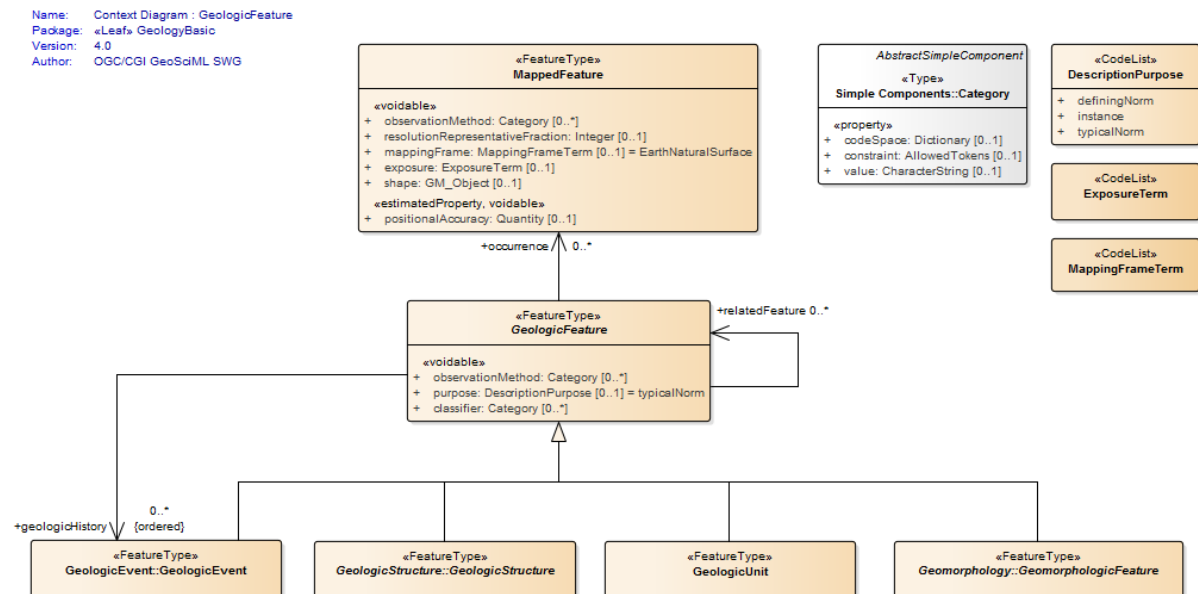 Name: Context Diagram : GeologicFeature
Package: «Leaf» GeologyBasic
Version: 4.0
Author: OGC/CGI GeoSciML SWG
«FeatureType»
MappedFeature
«voidable»
+ observationMethod: Category [0..*]
+ resolutionRepresentativeFraction: Integer [0..1]
+ mappingFrame: MappingFrameTerm [0..1] = EarthNaturalSurface
+ exposure: ExposureTerm [0..1]
+ shape: GM_Object [0..1]
«estimatedProperty, voidable»
+ positionalAccuracy: Quantity [0..1]
AbstractSimpleComponent
«Type»
Simple Components::Category
«property»
+ codeSpace: Dictionary [0..1]
+ constraint: AllowedTokens [0..1]
+ value: CharacterString [0..1]
«CodeList»
DescriptionPurpose
+ definingNorm
+ instance
+ typicalNorm
«CodeList»
ExposureTerm
«CodeList»
MappingFrameTerm
+occurrence 0..*
«FeatureType»
GeologicFeature
«voidable»
+ observationMethod: Category [0..*]
+ purpose: DescriptionPurpose [0..1] = typicalNorm
+ classifier: Category [0..*]
+relatedFeature 0..*
0..*
+geologicHistory {ordered}
«FeatureType»
GeologicEvent::GeologicEvent
«FeatureType»
GeologicStructure::GeologicStructure
«FeatureType»
GeologicUnit
«FeatureType»
Geomorphology::GeomorphologicFeature